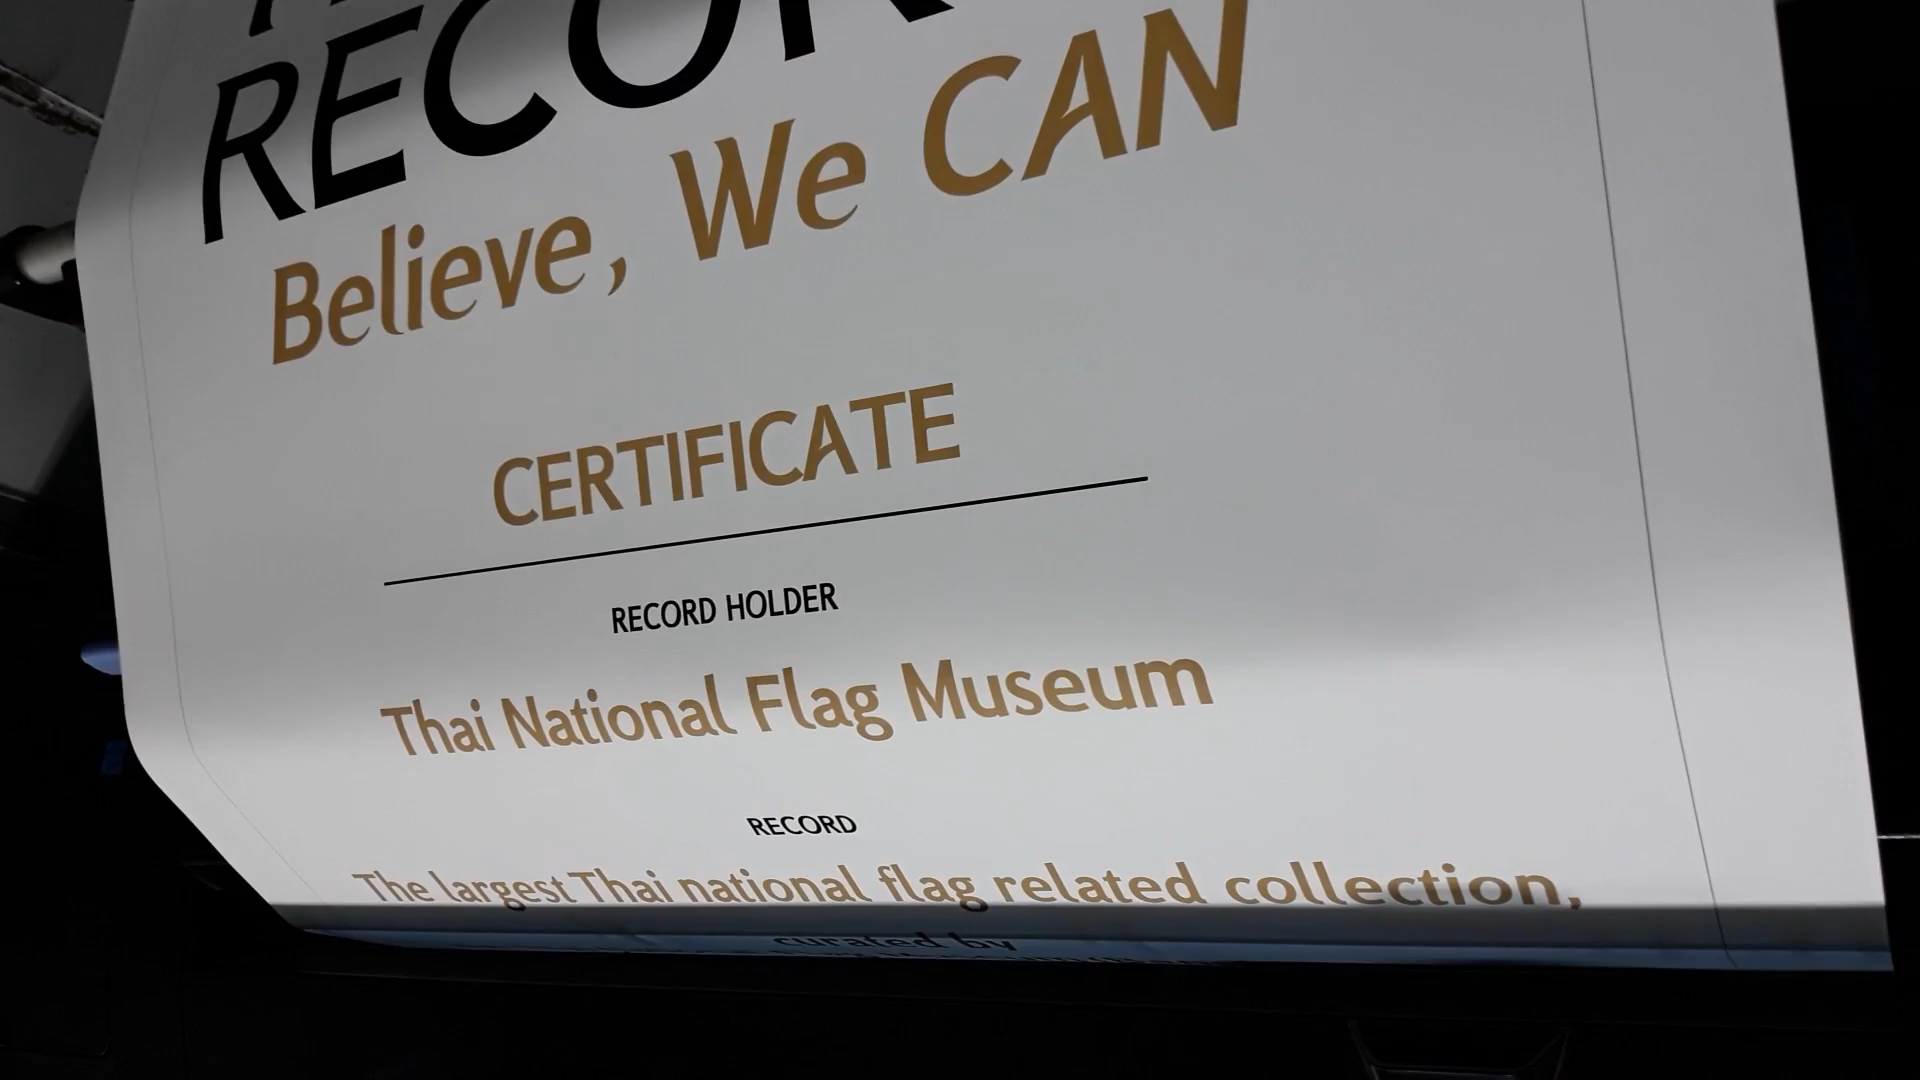 Believe, We CAN
CERTIFICATE
RECORD HOLDER
Thai National Flag Museum
RECORD
The largest Thai national flag related collection,
curated by